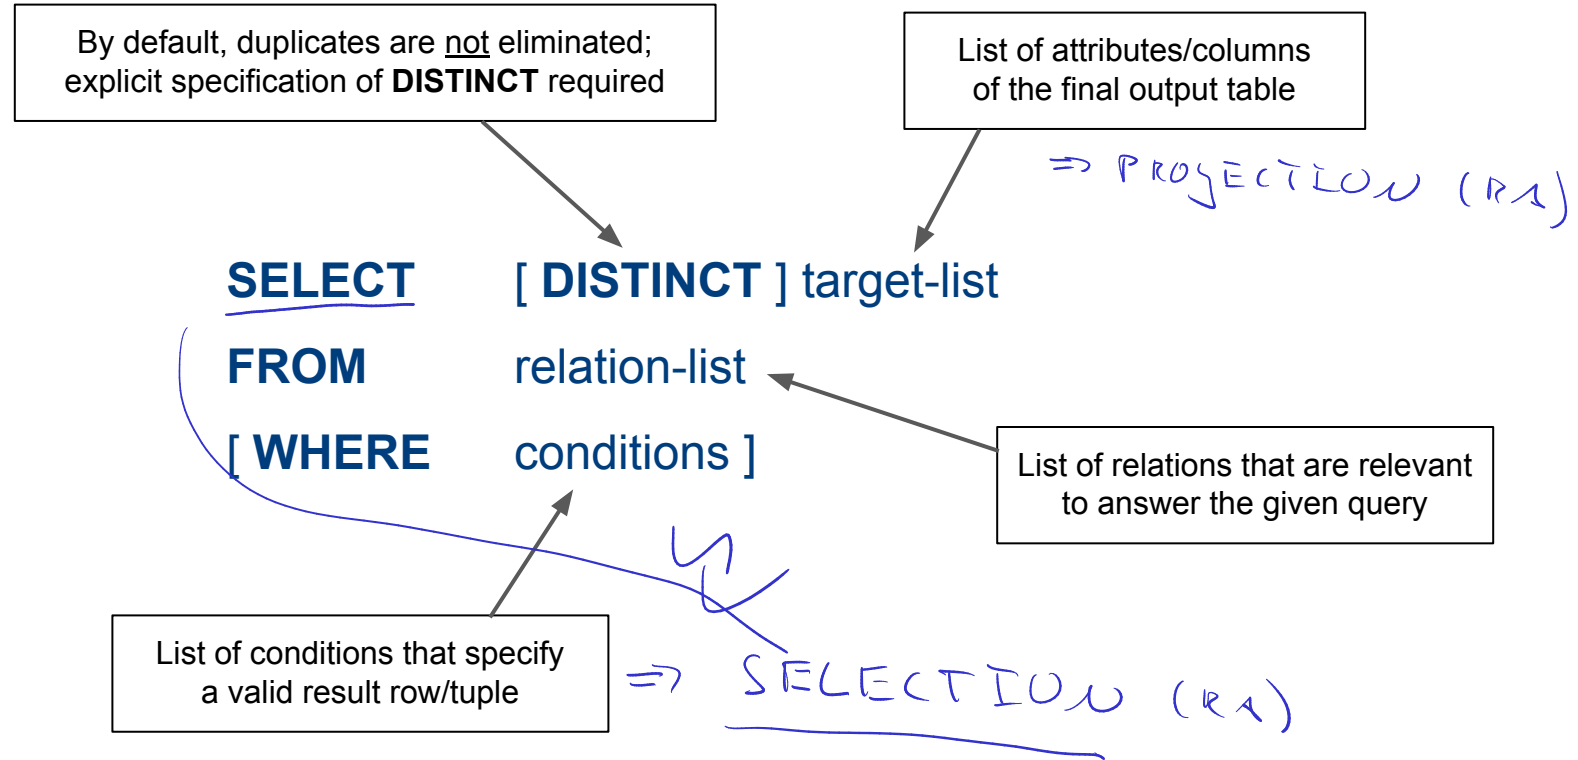 By default, duplicates are not eliminated;
explicit specification of DISTINCT required
List of attributes/columns
of the final output table
=> PROJECTION (RA)
SELECT [ DISTINCT ] target-list
FROM relation-list
[ WHERE conditions ]
List of relations that are relevant
to answer the given query
List of conditions that specify
a valid result row/tuple
=> SELECTION (RA)